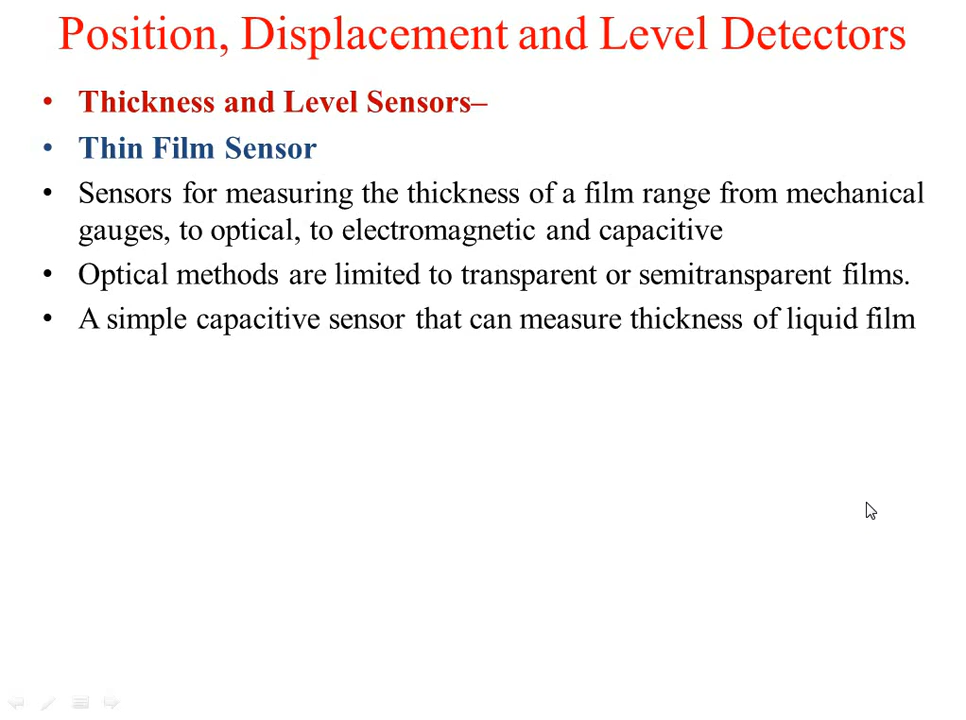 Position, Displacement and Level Detectors
• Thickness and Level Sensors–
• Thin Film Sensor
• Sensors for measuring the thickness of a film range from mechanical
gauges, to optical, to electromagnetic and capacitive
• Optical methods are limited to transparent or semitransparent films.
• A simple capacitive sensor that can measure thickness of liquid film